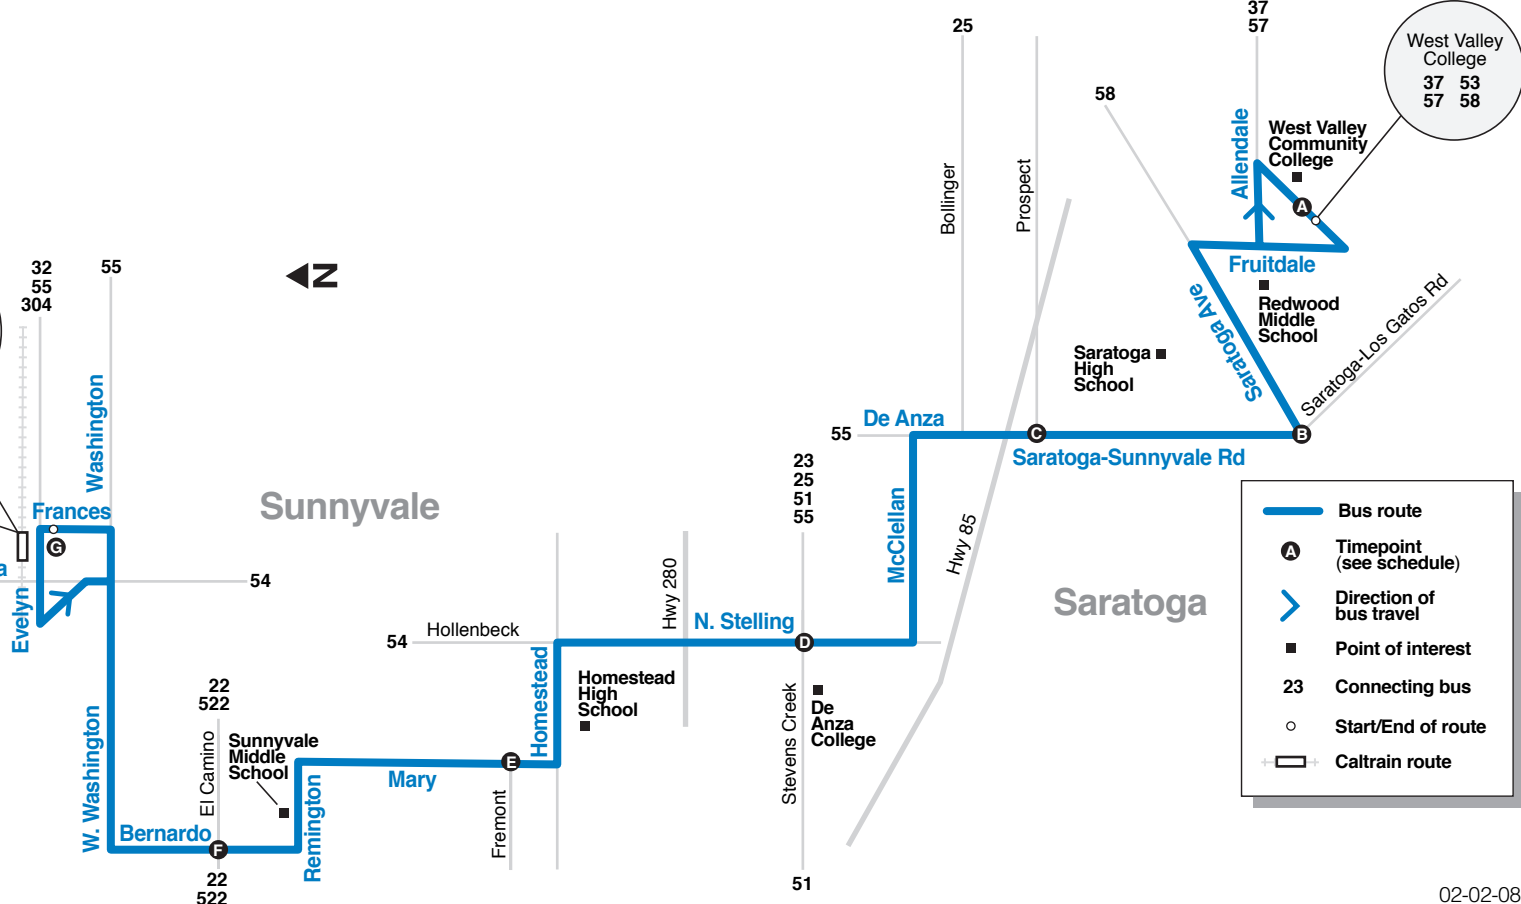 37
57
25
West Valley
College
37 53
57 58
58
Allendale
West Valley
Community
College
A
Bollinger
Prospect
32
55
304
55
N
Fruitdale
Redwood
Middle
School
Saratoga Ave
Saratoga-Los Gatos Rd
Saratoga
High
School
Washington
De Anza
55
C
B
Saratoga-Sunnyvale Rd
23
25
51
55
Frances
Sunnyvale
G
a
Evelyn
54
McClellan
Hwy 85
Saratoga
Hwy 280
N. Stelling
54
Hollenbeck
D
Homestead
Homestead
High
School
Stevens Creek
De
Anza
College
22
522
El Camino
Sunnyvale
Middle
School
Mary
E
W. Washington
Bernardo
F
Remington
Fremont
22
522
51
Bus route
A
Timepoint
(see schedule)
Direction of
bus travel
Point of interest
23 Connecting bus
Start/End of route
Caltrain route
02-02-08